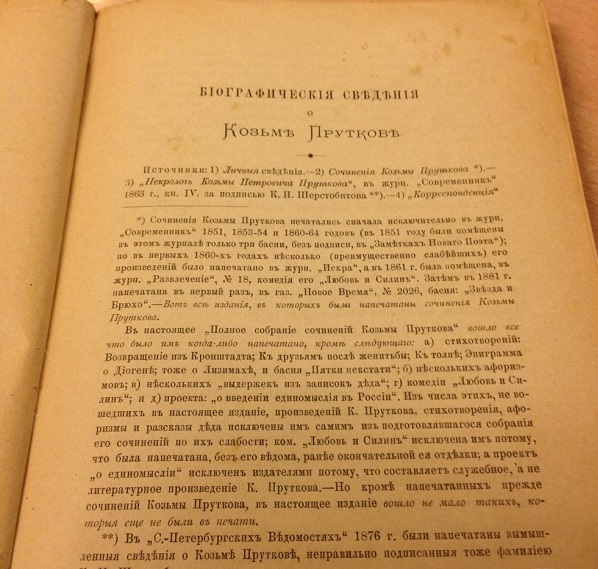 БІОГРАФИЧЕСКІЯ СВѢДѢНІЯ
О
КОЗЬМѢ ПРУТКОВѢ.
Источники: 1) Личныя свѣдѣнія.—2) Сочиненія Козьмы Пруткова *).—
3) „Некрологъ Козьмы Петровича Пруткова“, въ журн. „Современникъ“
1863 г., кн. IV. за подписью К. И. Шерстобитова **).—4) „Корреспонденція“
*) Сочиненія Козьмы Пруткова печатались сначала исключительно въ журн.
„Современникъ“ 1851, 1853-54 и 1860-64 годовъ (въ 1851 году были помѣщены
въ этомъ журналѣ только три басни, безъ подписи, въ „Замѣткахъ Новаго Поэта“);
но въ первыхъ 1860-хъ годахъ нѣсколько (преимущественно слабѣйшихъ) его
произведеній было напечатано въ журн. „Искра“, а въ 1861 г. была помѣщена, въ
журн. „Развлеченіе“, № 18, комедія его „Любовь и Силинъ“. Затѣмъ въ 1881 г.
напечатана въ первый разъ, въ газ. „Новое Время“, № 2026, басня: „Звѣзда и
Брюхо“.—Вотъ всѣ изданія, въ которыхъ были напечатаны сочиненія Козьмы
Пруткова.
Въ настоящее „Полное собраніе сочиненій Козьмы Пруткова“ вошло все
что было имъ когда-либо напечатано, кромѣ слѣдующаго: а) стихотвореній:
Возвращеніе изъ Кронштадта; Къ друзьямъ послѣ женитьбы; Къ толпѣ; Эпиграмма
о Діогенѣ; тоже о Лизимахѣ, и басня „Пятки некстати“; б) нѣсколькихъ афориз-
мовъ; в) нѣсколькихъ „выдержекъ изъ записокъ дѣда“; г) комедіи „Любовь и Си-
линъ“; и д) проекта: „о введеніи единомыслія въ Россіи“. Изъ числа этихъ, не во-
шедшихъ въ настоящее изданіе, произведеній К. Пруткова, стихотворенія, афо-
ризмы и разсказы дѣда исключены имъ самимъ изъ подготовлявшагося собранія
его сочиненій по ихъ слабости; ком. „Любовь и Силинъ“ исключена имъ потому,
что была напечатана, безъ его вѣдома, ранѣе окончательной ея отдѣлки; а проектъ
„о единомысліи“ исключенъ издателями потому, что составляетъ служебное, а не
литературное произведеніе К. Пруткова.—Но кромѣ напечатанныхъ прежде
сочиненій Козьмы Пруткова, въ настоящее изданіе вошло не мало такихъ, ко-
торыя еще не были въ печати.
**) Въ „С.-Петербургскихъ Вѣдомостяхъ“ 1876 г. были напечатаны вымыш-
ленныя свѣдѣнія о Козьмѣ Прутковѣ, неправильно подписанныя тоже фамиліею